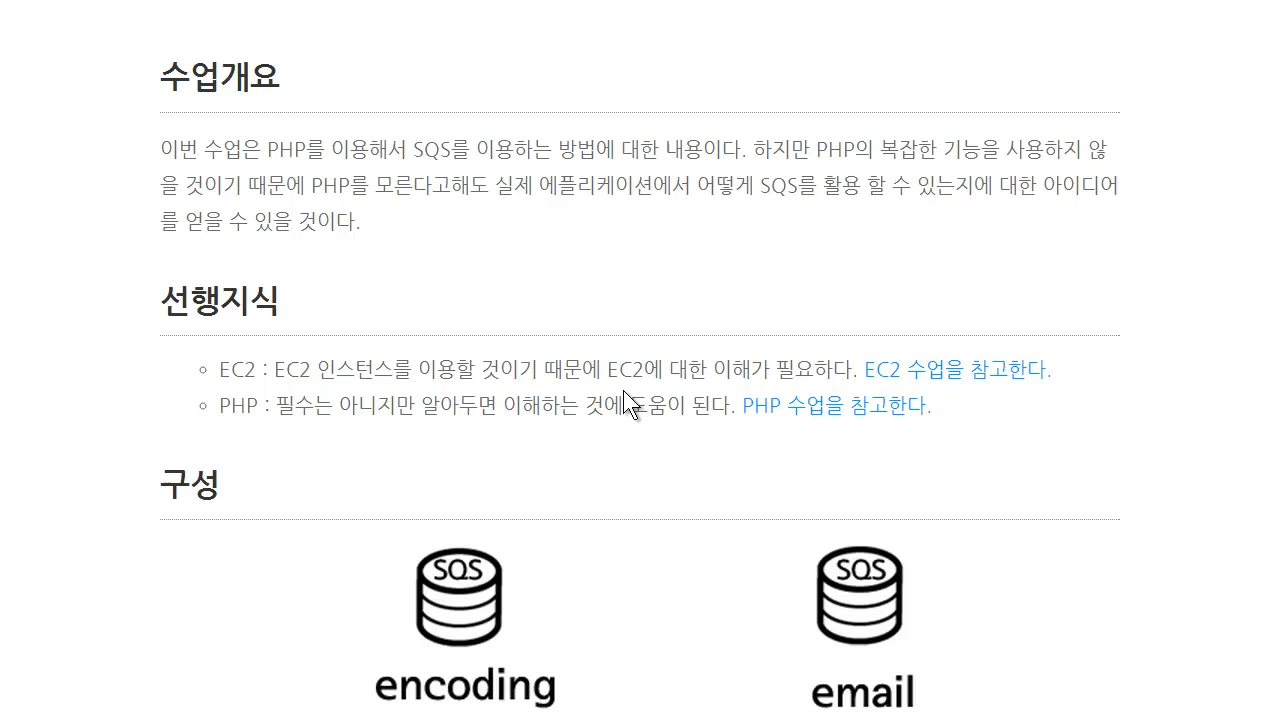 수업개요
이번 수업은 PHP를 이용해서 SQS를 이용하는 방법에 대한 내용이다. 하지만 PHP의 복잡한 기능을 사용하지 않
을 것이기 때문에 PHP를 모른다고해도 실제 에플리케이션에서 어떻게 SQS를 활용 할 수 있는지에 대한 아이디어
를 얻을 수 있을 것이다.
선행지식
EC2 : EC2 인스턴스를 이용할 것이기 때문에 EC2에 대한 이해가 필요하다. EC2 수업을 참고한다.
PHP : 필수는 아니지만 알아두면 이해하는 것에 도움이 된다. PHP 수업을 참고한다.
구성
SQS SQS
encoding email